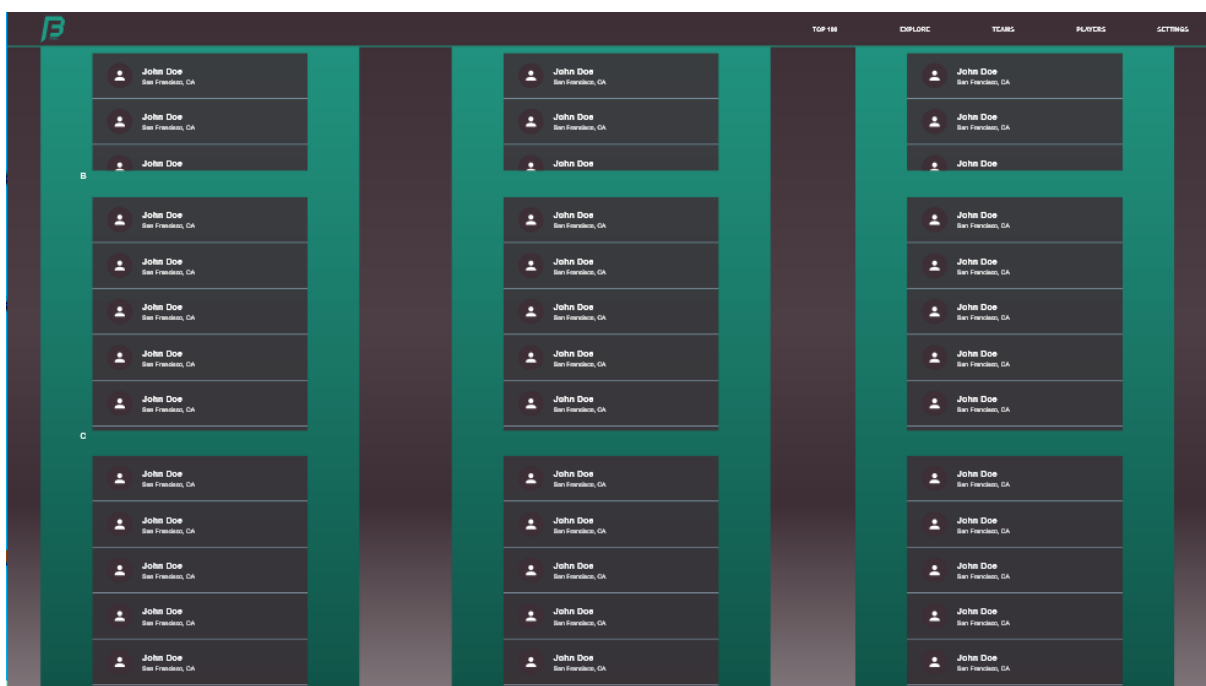 TOP 100 EXPLORE TEAMS PLAYERS SETTINGS
John Doe John Doe John Doe
San Francisco, CA San Francisco, CA San Francisco, CA
John Doe John Doe John Doe
San Francisco, CA San Francisco, CA San Francisco, CA
John Doe John Doe John Doe
B
John Doe John Doe John Doe
San Francisco, CA San Francisco, CA San Francisco, CA
John Doe John Doe John Doe
San Francisco, CA San Francisco, CA San Francisco, CA
John Doe John Doe John Doe
San Francisco, CA San Francisco, CA San Francisco, CA
John Doe John Doe John Doe
San Francisco, CA San Francisco, CA San Francisco, CA
John Doe John Doe John Doe
San Francisco, CA San Francisco, CA San Francisco, CA
C
John Doe John Doe John Doe
San Francisco, CA San Francisco, CA San Francisco, CA
John Doe John Doe John Doe
San Francisco, CA San Francisco, CA San Francisco, CA
John Doe John Doe John Doe
San Francisco, CA San Francisco, CA San Francisco, CA
John Doe John Doe John Doe
San Francisco, CA San Francisco, CA San Francisco, CA
John Doe John Doe John Doe
San Francisco, CA San Francisco, CA San Francisco, CA